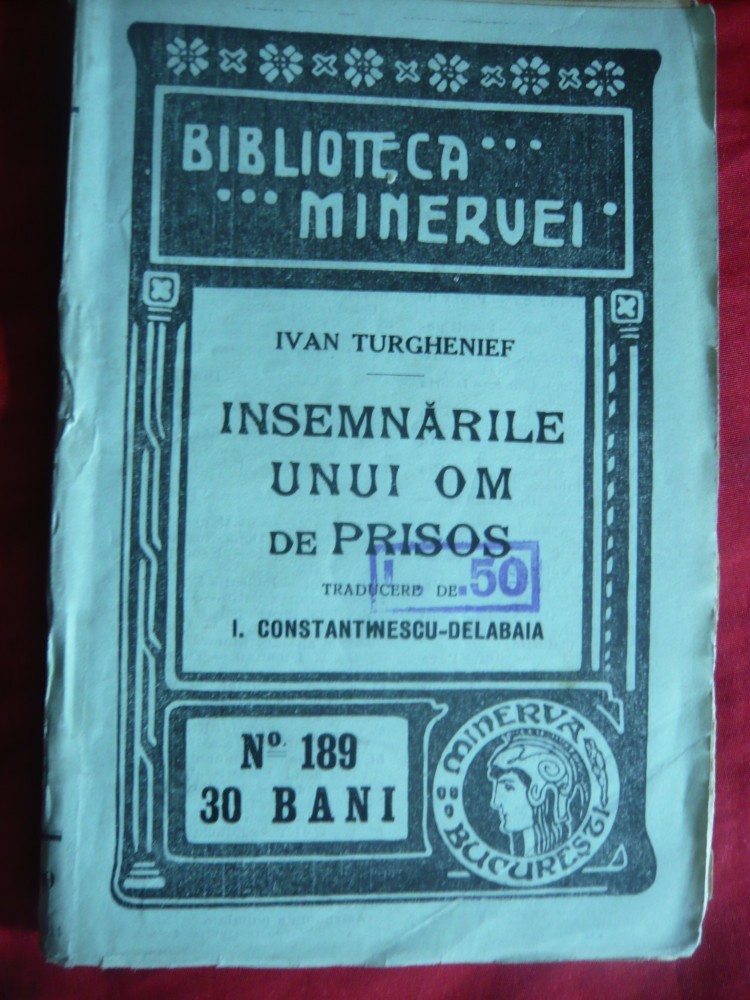 BIBLIOTECA...
...MINERVEI.
IVAN TURGHENIEF
INSEMNĂRILE
UNUI OM
DE PRISOS
L. .50
TRADUCERE DE
I. CONSTANTINESCU-DELABAIA
No. 189
30 BANI
MINERVA
BUCUREȘTI